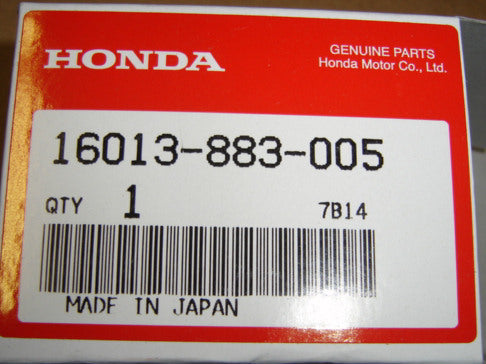 HONDA
GENUINE PARTS
Honda Motor Co., Ltd.
16013-883-005
QTY 1 7B14
MADE IN JAPAN